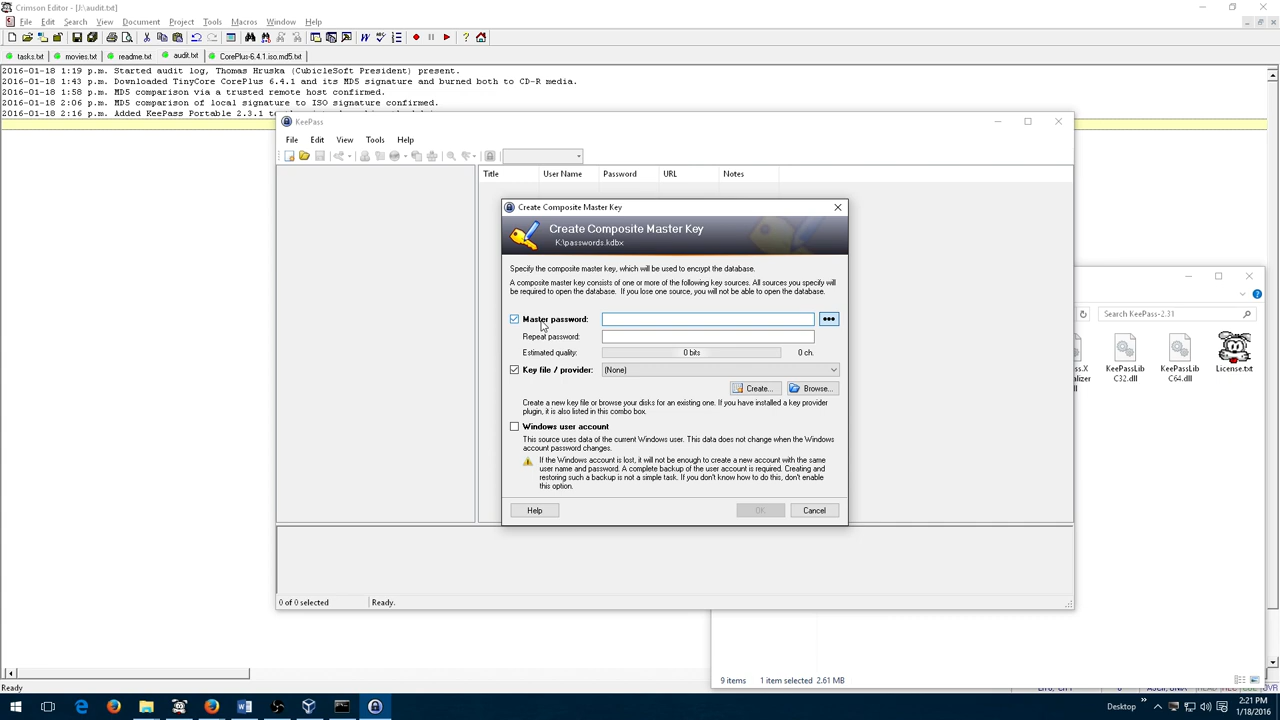 Crimson Editor - [J:\audit.txt]
File Edit Search View Document Project Tools Macros Window Help
tasks.txt movies.txt readme.txt audit.txt CorePlus-6.4.1.iso.md5.txt
2016-01-18 1:19 p.m. Started audit log, Thomas Hruska (CubicleSoft President) present.
2016-01-18 1:43 p.m. Downloaded TinyCore CorePlus 6.4.1 and its MD5 signature and burned both to CD-R media.
2016-01-18 1:58 p.m. MD5 comparison via a trusted remote host confirmed.
2016-01-18 2:06 p.m. MD5 comparison of local signature to ISO signature confirmed.
2016-01-18 2:16 p.m. Added KeePass Portable 2.3.1 to
KeePass
File Edit View Tools Help
Title User Name Password URL Notes
Create Composite Master Key
Create Composite Master Key
K:\passwords.kdbx
Specify the composite master key, which will be used to encrypt the database.
A composite master key consists of one or more of the following key sources. All sources you specify will
be required to open the database. If you lose one source, you will not be able to open the database.
Master password:
Repeat password:
Estimated quality: 0 bits 0 ch.
Key file / provider: (None)
Create... Browse...
Create a new key file or browse your disks for an existing one. If you have installed a key provider
plugin, it is also listed in this combo box.
Windows user account
This source uses data of the current Windows user. This data does not change when the Windows
account password changes.
If the Windows account is lost, it will not be enough to create a new account with the same
user name and password. A complete backup of the user account is required. Creating and
restoring such a backup is not a simple task. If you don't know how to do this, don't enable
this option.
Help OK Cancel
0 of 0 selected Ready.
Search KeePass-2.31
ss.X
alizer
KeePassLib
C32.dll
KeePassLib
C64.dll
License.txt
9 items 1 item selected 2.61 MB
Ready
Desktop
2:21 PM
1/18/2016